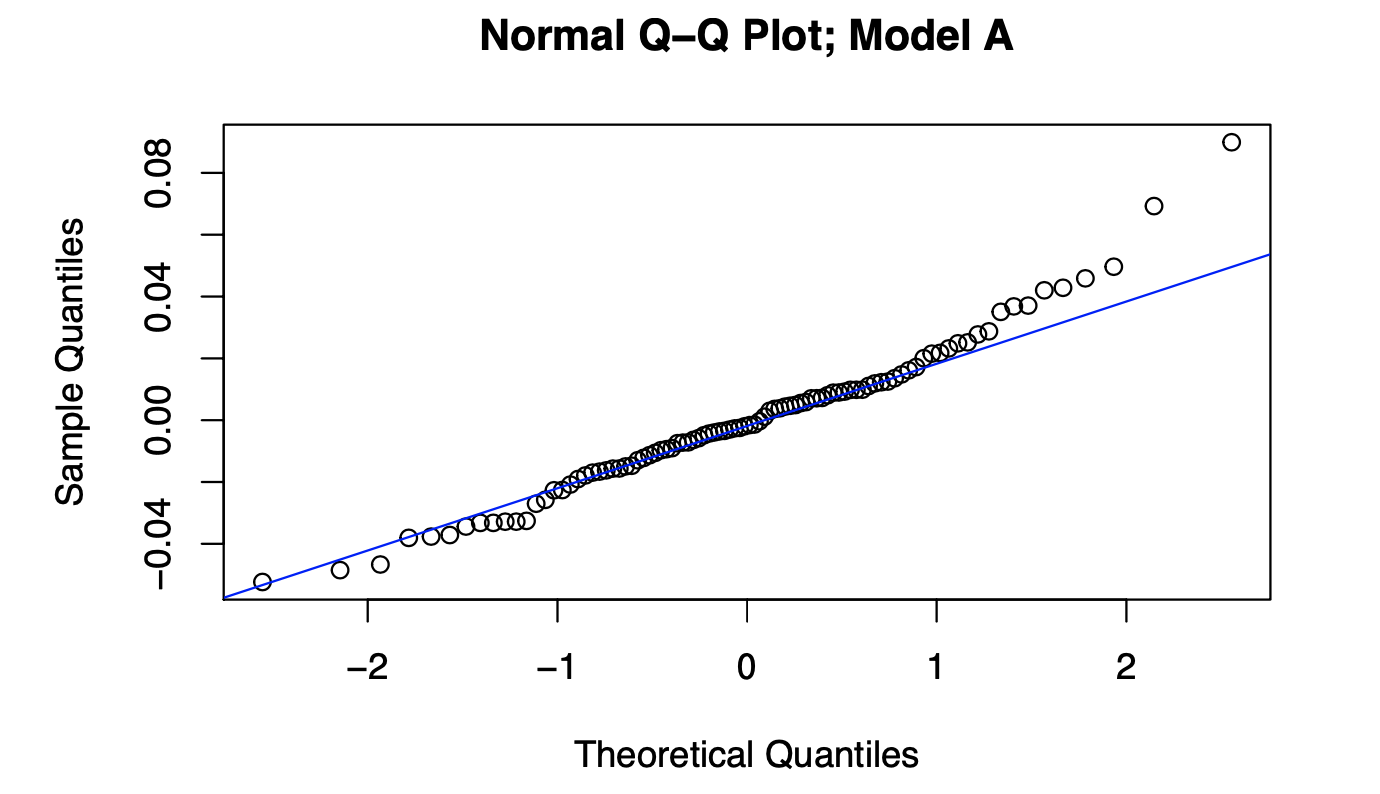 Normal Q–Q Plot; Model A
Sample Quantiles
0.08
0.04
0.00
−0.04
−2 −1 0 1 2
Theoretical Quantiles